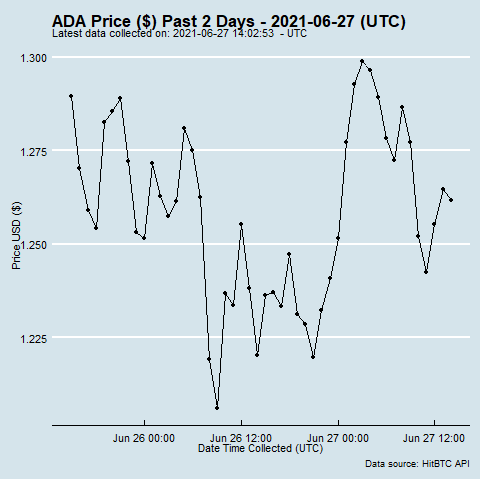 ADA Price ($) Past 2 Days - 2021-06-27 (UTC)
Latest data collected on: 2021-06-27 14:02:53 - UTC
1.300
1.275
1.250
1.225
Price USD ($)
Jun 26 00:00 Jun 26 12:00 Jun 27 00:00 Jun 27 12:00
Date Time Collected (UTC)
Data source: HitBTC API